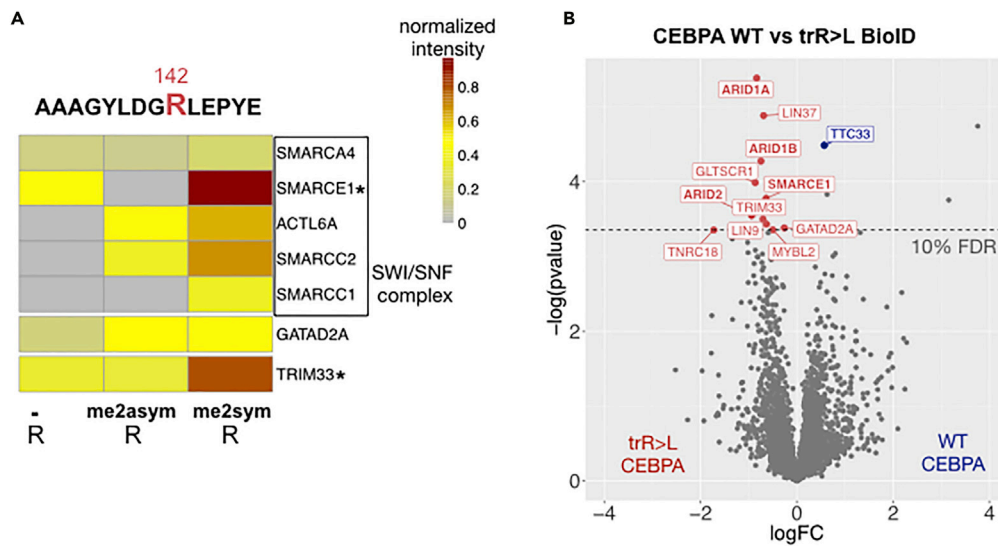 A
142
AAAGYLDGRLEPYE
normalized
intensity
0.8
0.6
0.4
0.2
0
SMARCA4
SMARCE1*
ACTL6A
SMARCC2
SMARCC1
SWI/SNF
complex
GATAD2A
TRIM33*
- me2asym me2sym
R R R
B
CEBPA WT vs trR>L BioID
ARID1A
LIN37
TTC33
ARID1B
GLTSCR1
SMARCE1
ARID2
TRIM33
LIN9
GATAD2A
TNRC18
MYBL2
10% FDR
trR>L
CEBPA
WT
CEBPA
-log(pvalue)
4
2
0
-4 -2 0 2 4
logFC